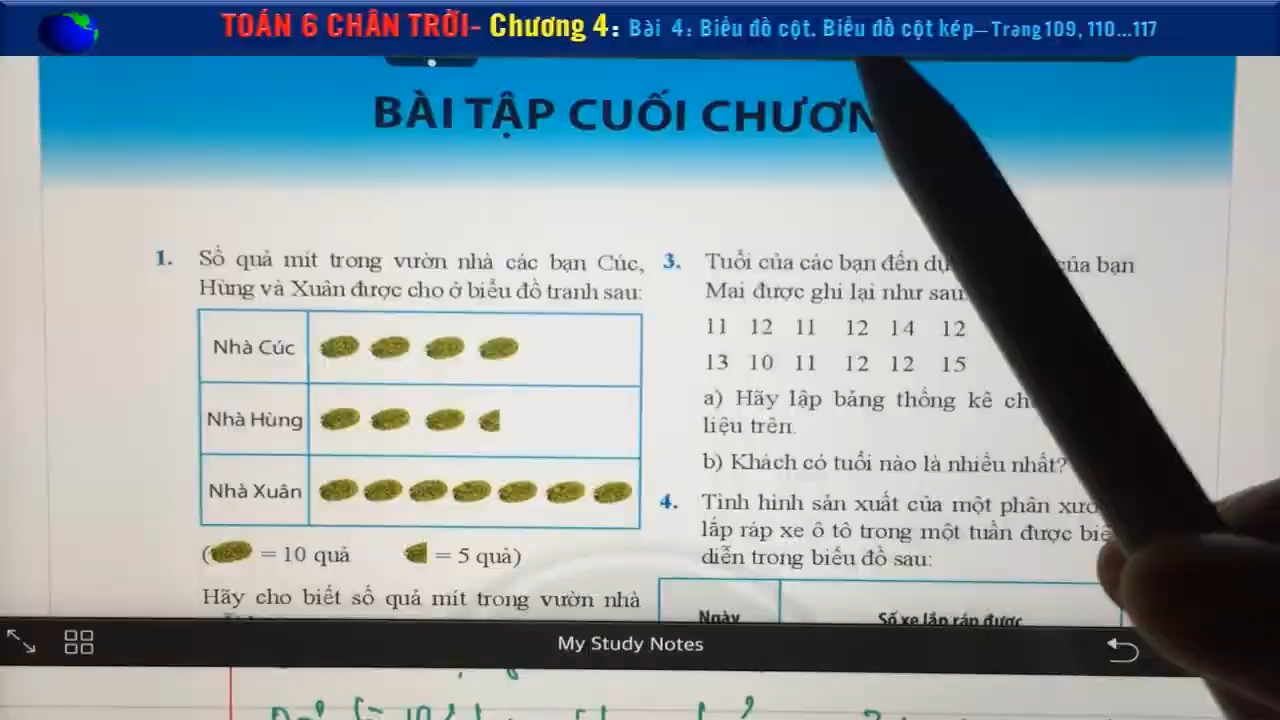 TOÁN 6 CHÂN TRỜI- Chương 4: Bài 4: Biểu đồ cột. Biểu đồ cột kép–Trang 109, 110...117
BÀI TẬP CUỐI
1. Số quả mít trong vườn nhà các bạn Cúc,
Hùng và Xuân được cho ở biểu đồ tranh sau:
Nhà Cúc
Nhà Hùng
Nhà Xuân
( = 10 quả = 5 quả)
Hãy cho biết số quả mít trong vườn nhà
3. Tuổi của các bạn đến của bạn
Mai được ghi lại như sau
11 12 11 12 14 12
13 10 11 12 12 15
a) Hãy lập bảng thống kê
liệu trên.
b) Khách có tuổi nào là nhiều nhất?
4. Tình hình sản xuất của một phân
lắp ráp xe ô tô trong một tuần được
diễn trong biểu đồ sau:
Ngày Số xe lắp ráp được
My Study Notes